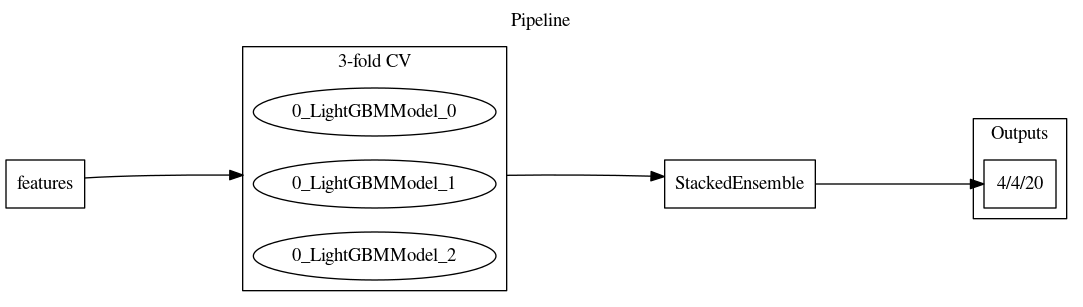 Pipeline
3-fold CV
0_LightGBMModel_0
features
0_LightGBMModel_1
0_LightGBMModel_2
StackedEnsemble
Outputs
4/4/20